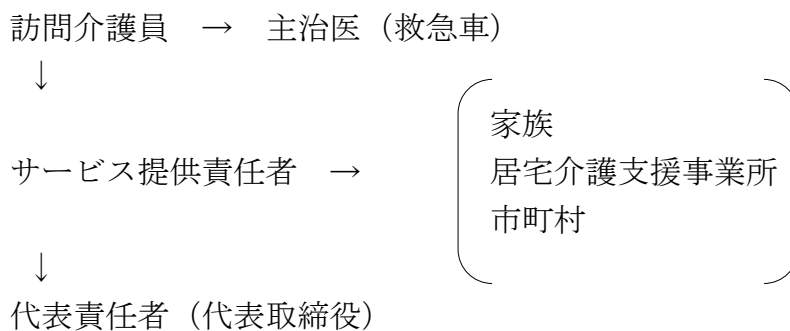 訪問介護員　→　主治医（救急車）
↓
家族
サービス提供責任者　→　居宅介護支援事業所
市町村
↓
代表責任者（代表取締役）